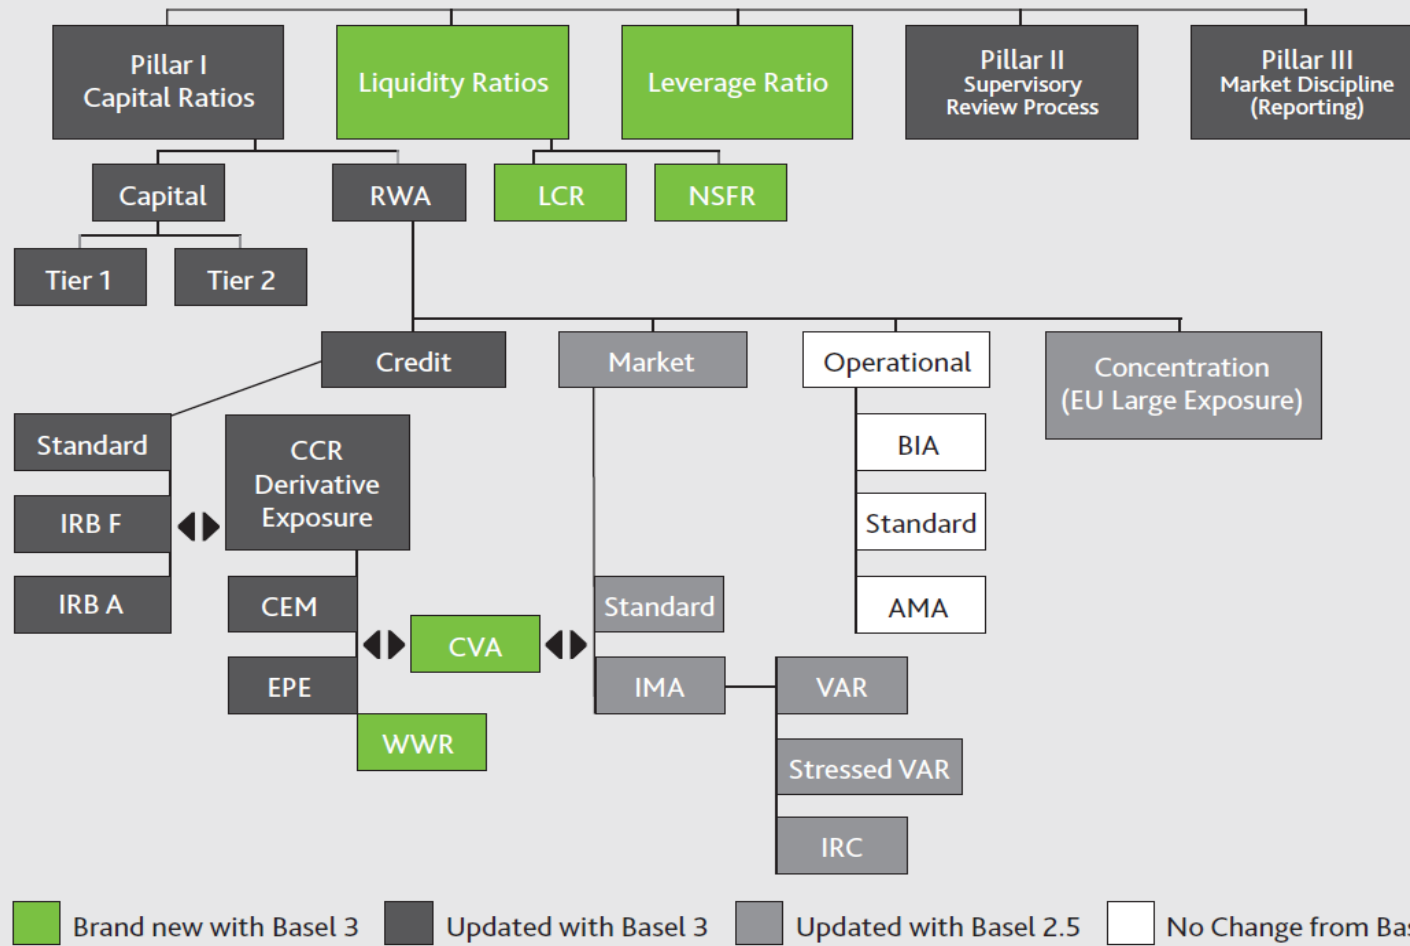 Pillar I
Capital Ratios
Liquidity Ratios
Leverage Ratio
Pillar II
Supervisory
Review Process
Pillar III
Market Discipline
(Reporting)
Capital
RWA
LCR
NSFR
Tier 1
Tier 2
Credit
Market
Operational
Concentration
(EU Large Exposure)
Standard
IRB F
IRB A
CCR
Derivative
Exposure
CEM
EPE
WWR
CVA
Standard
IMA
VAR
Stressed VAR
IRC
BIA
Standard
AMA
Brand new with Basel 3
Updated with Basel 3
Updated with Basel 2.5
No Change from Bas